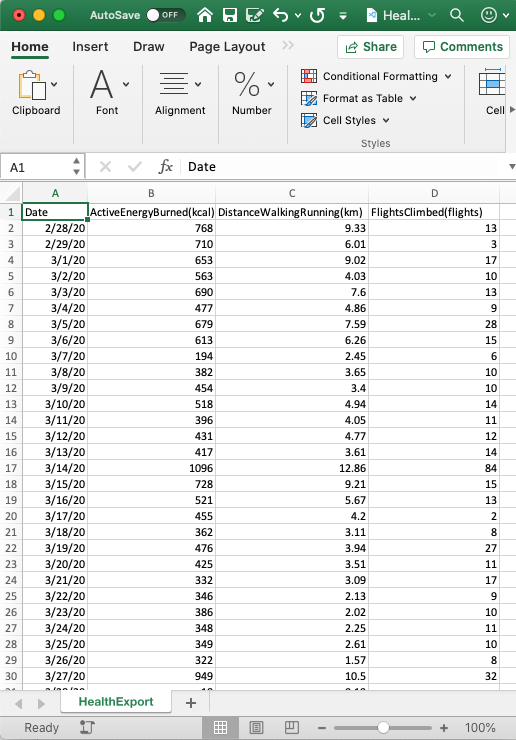 AutoSave OFF Heal...
Home Insert Draw Page Layout >> Share Comments
Clipboard Font Alignment % Number Conditional Formatting Format as Table Cell Styles Styles Cell
A1 fx Date
A B C D
1 Date ActiveEnergyBurned(kcal) DistanceWalkingRunning(km) FlightsClimbed(flights)
2 2/28/20 768 9.33 13
3 2/29/20 710 6.01 3
4 3/1/20 653 9.02 17
5 3/2/20 563 4.03 10
6 3/3/20 690 7.6 13
7 3/4/20 477 4.86 9
8 3/5/20 679 7.59 28
9 3/6/20 613 6.26 15
10 3/7/20 194 2.45 6
11 3/8/20 382 3.65 10
12 3/9/20 454 3.4 10
13 3/10/20 518 4.94 14
14 3/11/20 396 4.05 11
15 3/12/20 431 4.77 12
16 3/13/20 417 3.61 14
17 3/14/20 1096 12.86 84
18 3/15/20 728 9.21 15
19 3/16/20 521 5.67 13
20 3/17/20 455 4.2 2
21 3/18/20 362 3.11 8
22 3/19/20 476 3.94 27
23 3/20/20 425 3.51 11
24 3/21/20 332 3.09 17
25 3/22/20 346 2.13 9
26 3/23/20 386 2.02 10
27 3/24/20 348 2.25 11
28 3/25/20 349 2.61 10
29 3/26/20 322 1.57 8
30 3/27/20 949 10.5 32
HealthExport +
Ready - + 100%